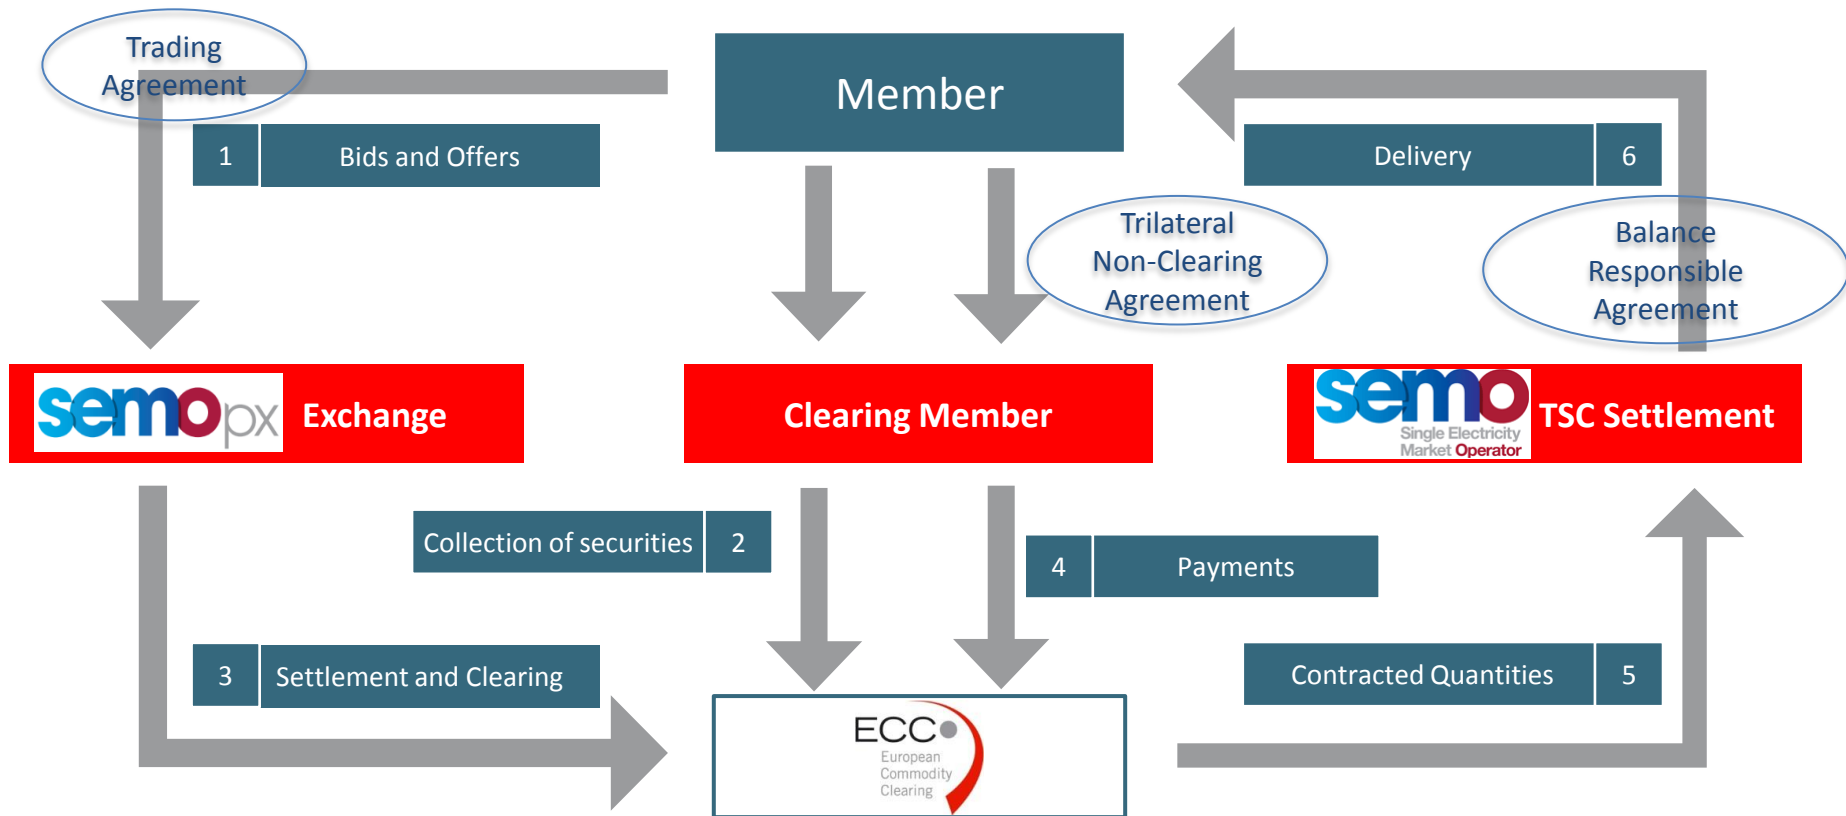 Trading
Agreement
Member
1 Bids and Offers
Delivery 6
Trilateral
Non-Clearing
Agreement
Balance
Responsible
Agreement
semopx Exchange
Clearing Member
semo
Single Electricity
Market Operator
TSC Settlement
Collection of securities 2
4 Payments
3 Settlement and Clearing
Contracted Quantities 5
ECC
European
Commodity
Clearing